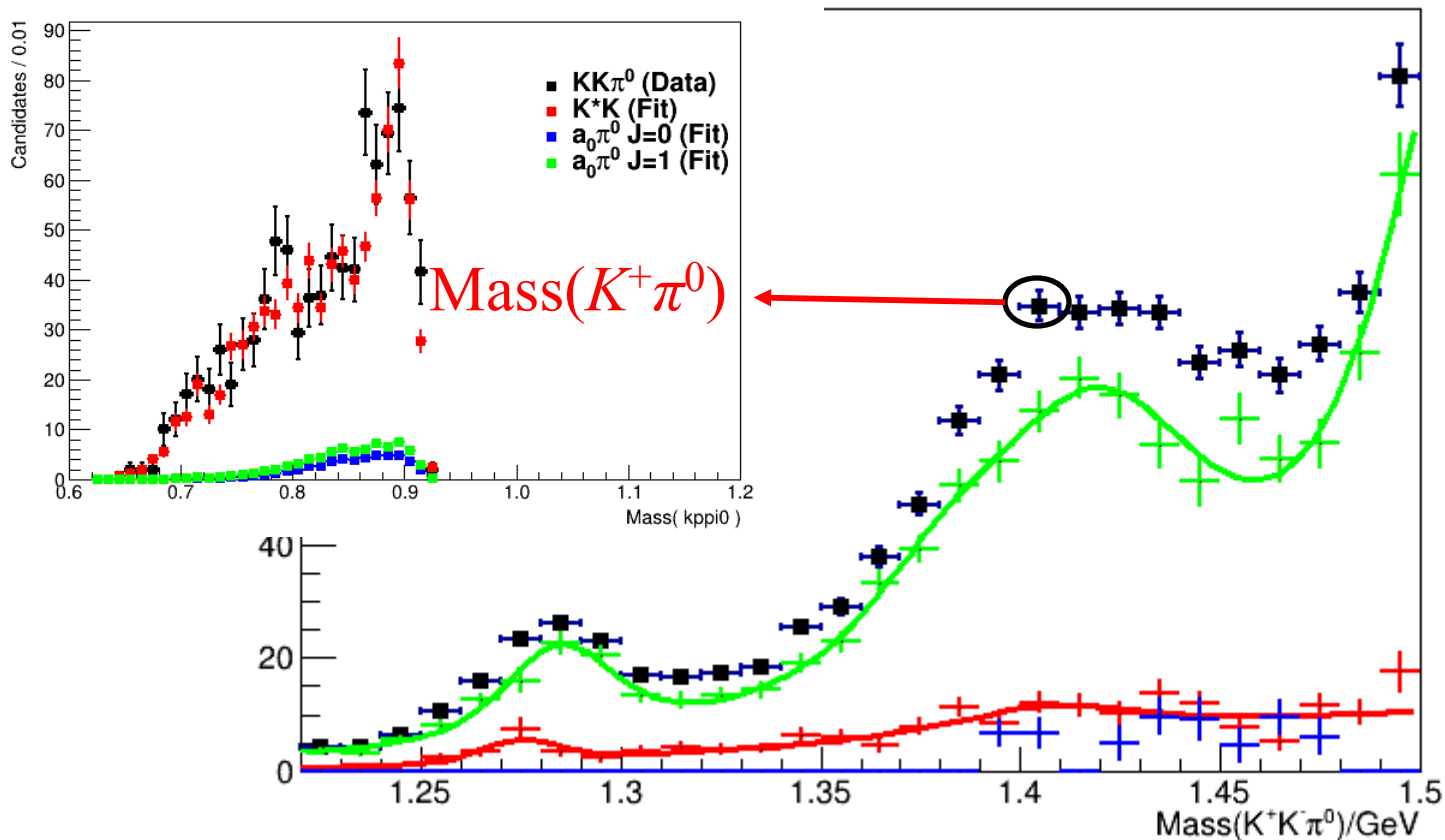 Candidates / 0.01
90
80
70
60
50
40
30
20
10
0
0.6 0.7 0.8 0.9 1.0 1.1 1.2
Mass( kppi0 )
KKπ⁰ (Data)
K*K (Fit)
a₀π⁰ J=0 (Fit)
a₀π⁰ J=1 (Fit)
Mass(K⁺π⁰)
40
20
0
1.25 1.3 1.35 1.4 1.45 1.5
Mass(K⁺K⁻π⁰)/GeV